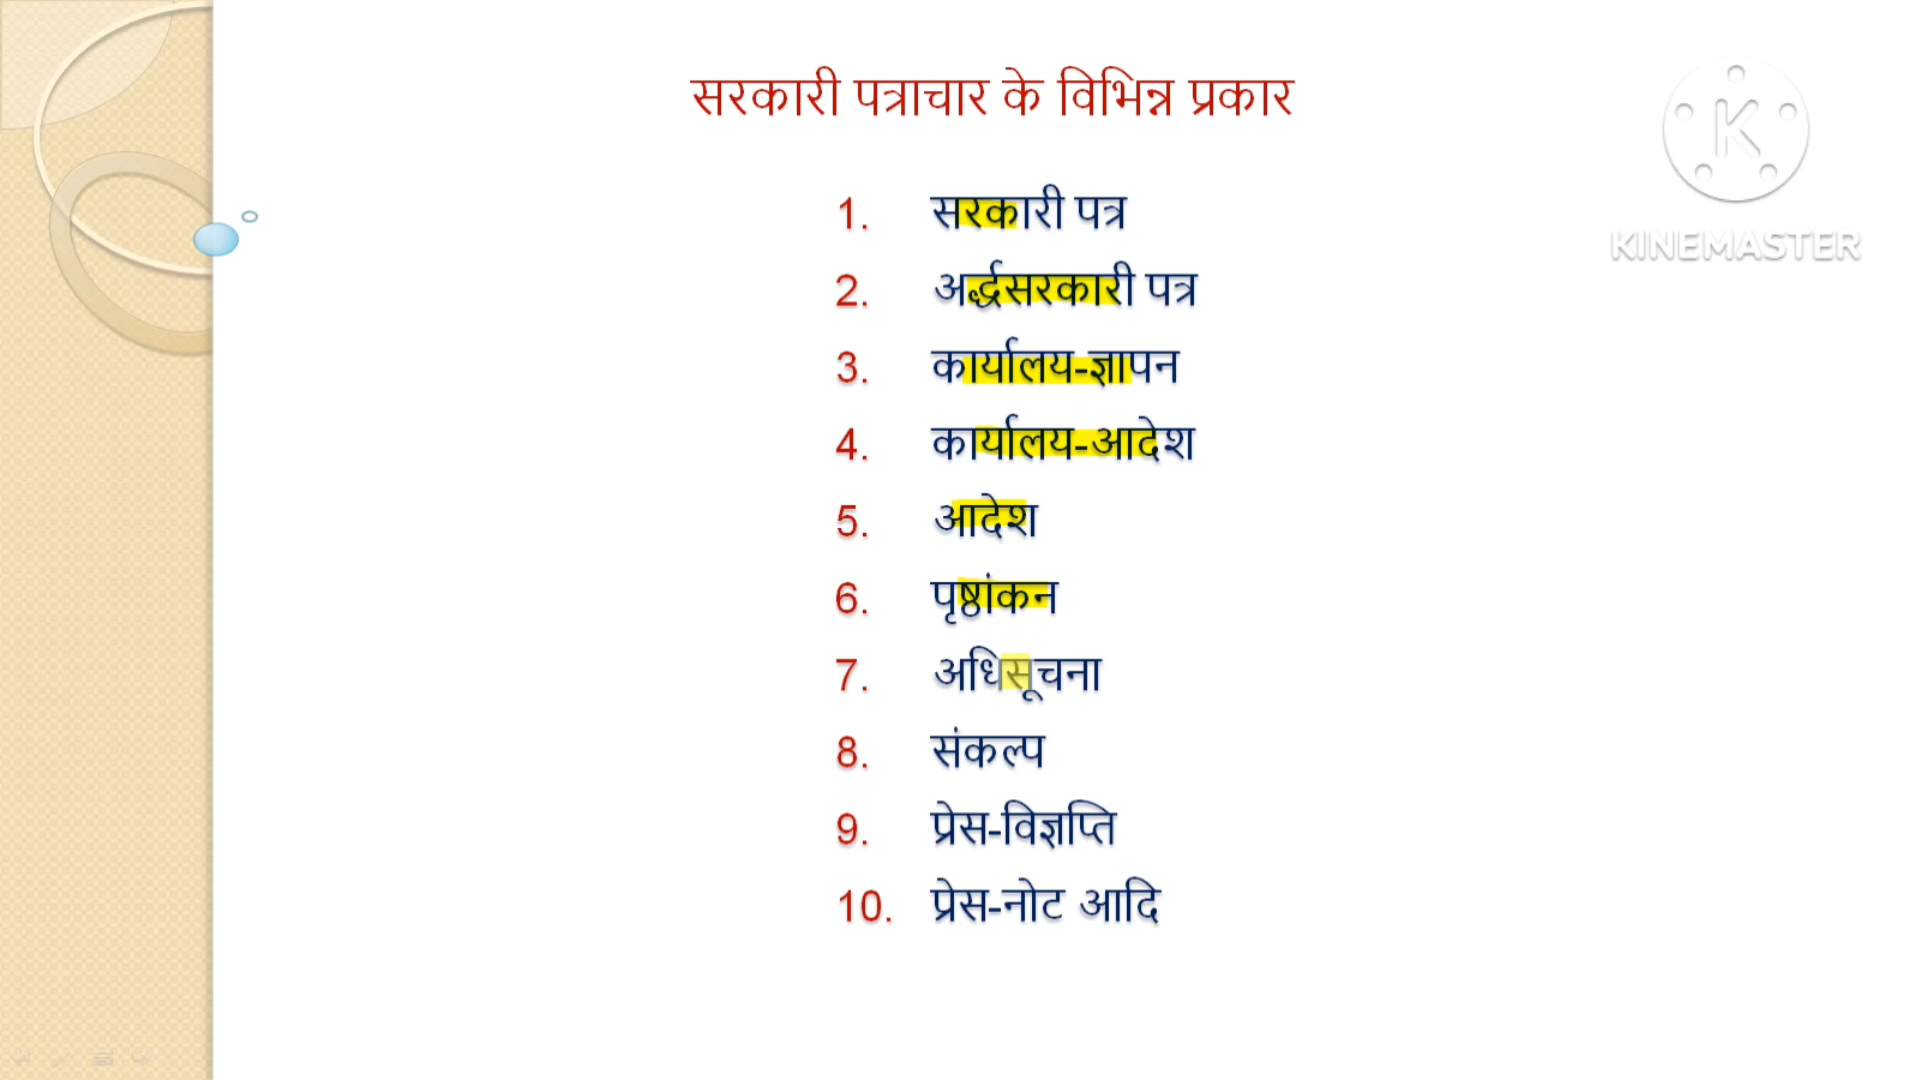 सरकारी पत्राचार के विभिन्न प्रकार
1. सरकारी पत्र
2. अर्द्धसरकारी पत्र
3. कार्यालय-ज्ञापन
4. कार्यालय-आदेश
5. आदेश
6. पृष्ठांकन
7. अधिसूचना
8. संकल्प
9. प्रेस-विज्ञप्ति
10. प्रेस-नोट आदि
K
KINEMASTER